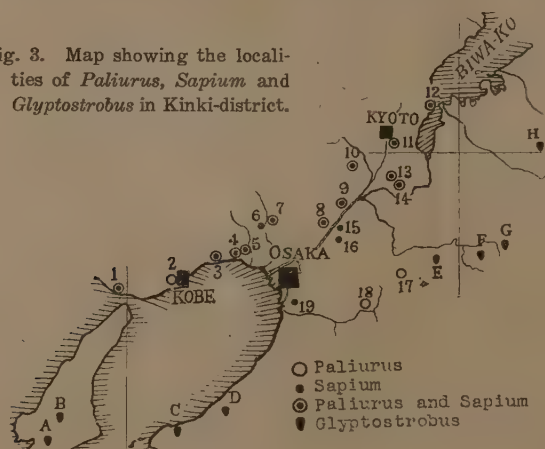 ig. 3. Map showing the locali-
ties of Paliurus, Sapium and
Glyptostrobus in Kinki-district.
BIWA-KO
12
KYOTO
11
H
10
13
14
9
8
15
16
6
7
4
5
3
OSAKA
G
F
E
17
1
2
KOBE
18
19
B
A
C
D
Paliurus
Sapium
Paliurus and Sapium
Glyptostrobus